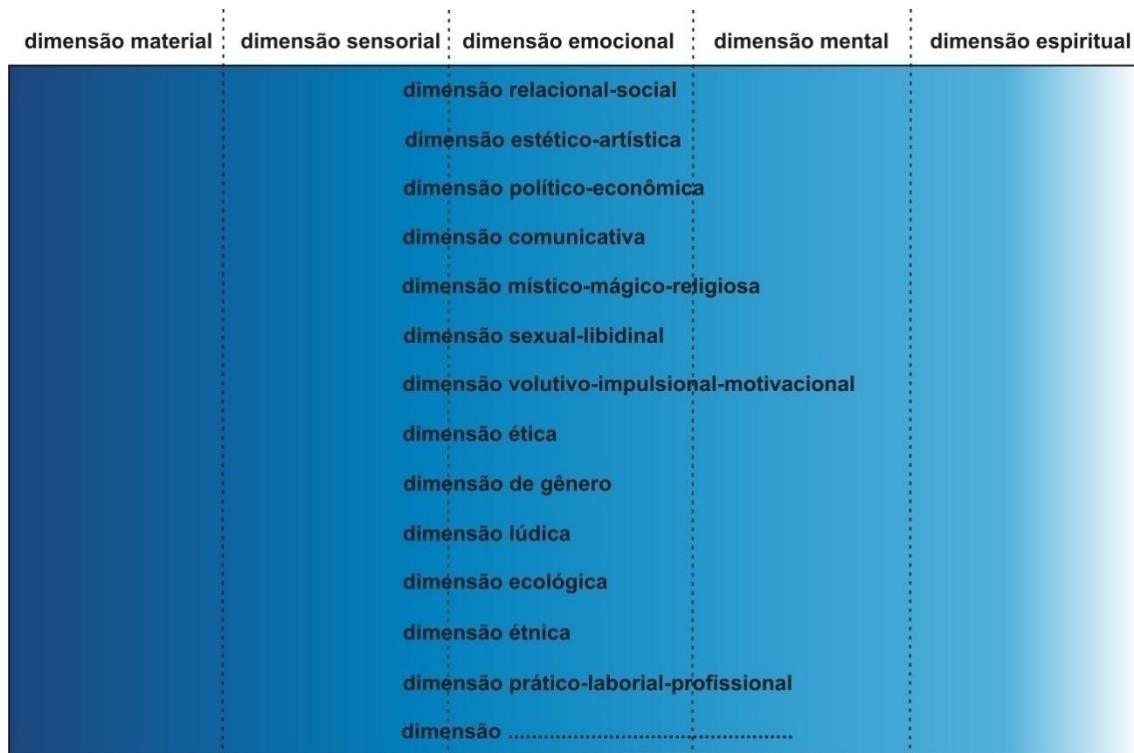 dimensão material dimensão sensorial dimensão emocional dimensão mental dimensão espiritual
dimensão relacional-social
dimensão estético-artística
dimensão político-econômica
dimensão comunicativa
dimensão místico-mágico-religiosa
dimensão sexual-libidinal
dimensão volutivo-impulsional-motivacional
dimensão ética
dimensão de gênero
dimensão lúdica
dimensão ecológica
dimensão étnica
dimensão prático-laborial-profissional
dimensão ............................................